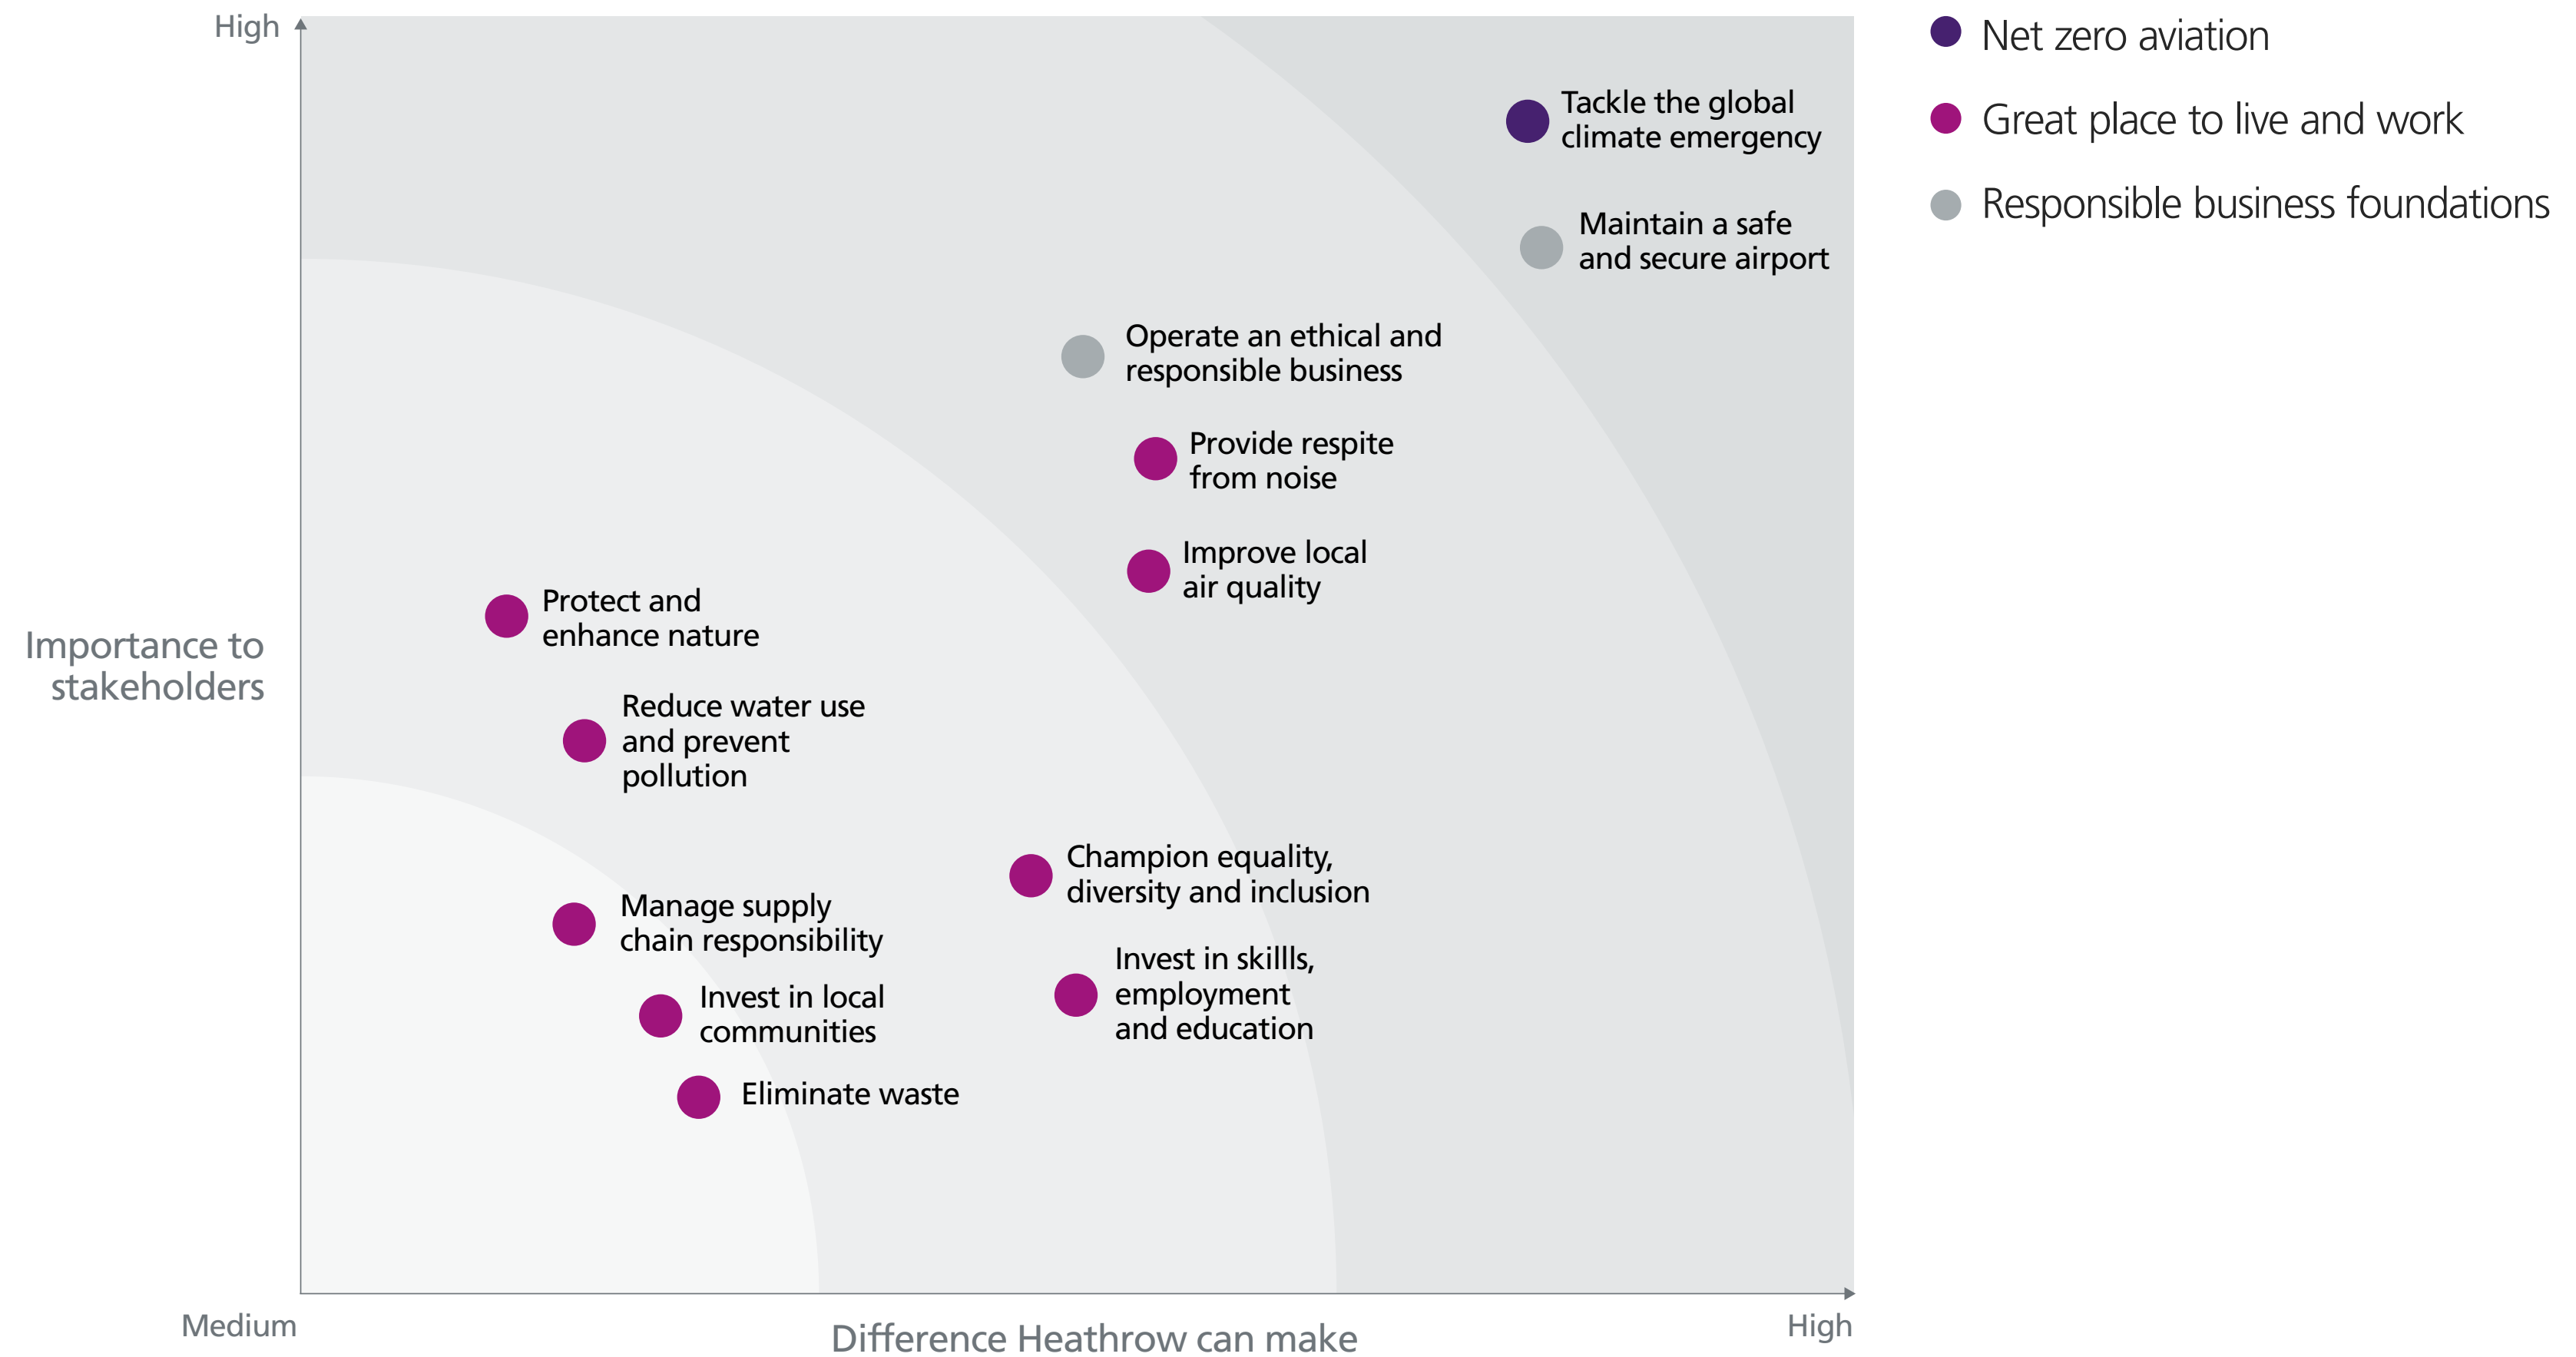 High
Net zero aviation
Great place to live and work
Responsible business foundations
Tackle the global
climate emergency
Maintain a safe
and secure airport
Operate an ethical and
responsible business
Provide respite
from noise
Improve local
air quality
Protect and
enhance nature
Importance to
stakeholders
Reduce water use
and prevent
pollution
Champion equality,
diversity and inclusion
Manage supply
chain responsibility
Invest in skillls,
employment
and education
Invest in local
communities
Eliminate waste
Medium
Difference Heathrow can make
High